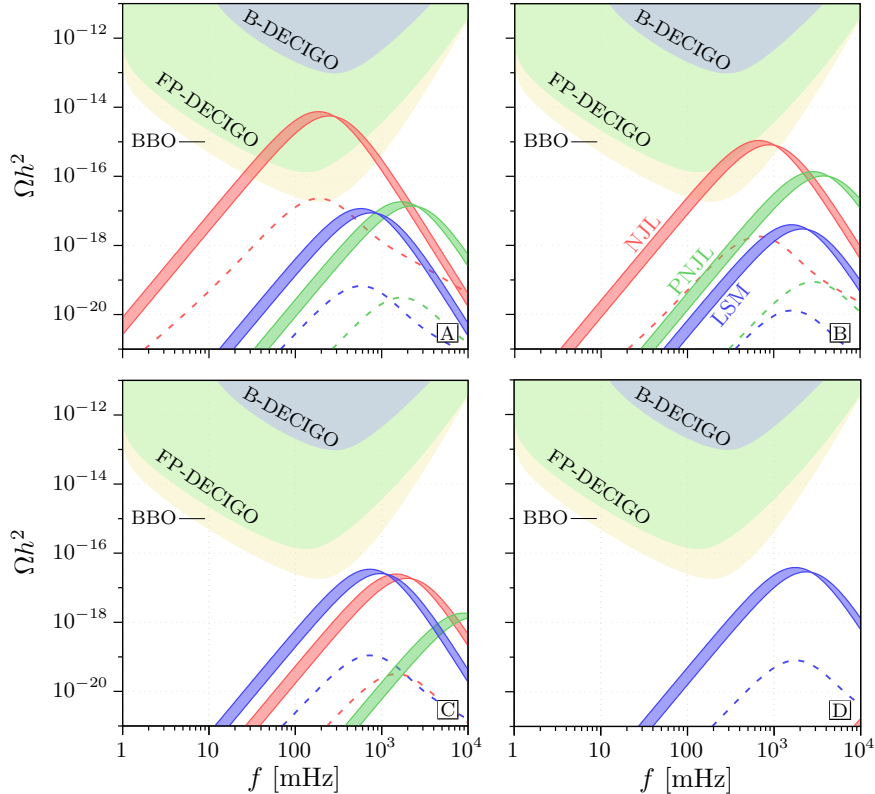 B-DECIGO
FP-DECIGO
BBO
A
10^{-12}
10^{-14}
10^{-16}
10^{-18}
10^{-20}
Ωh²
B-DECIGO
FP-DECIGO
BBO
NJL
PNJL
LSM
B
B-DECIGO
FP-DECIGO
BBO
C
10^{-12}
10^{-14}
10^{-16}
10^{-18}
10^{-20}
Ωh²
1 10 100 10³ 10⁴
f [mHz]
B-DECIGO
FP-DECIGO
BBO
D
1 10 100 10³ 10⁴
f [mHz]